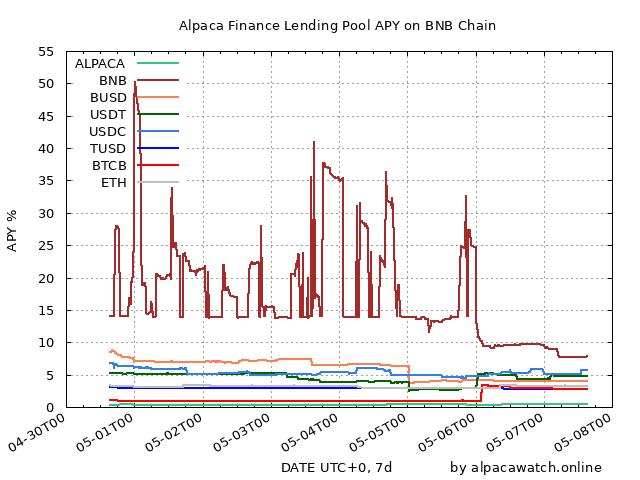 Alpaca Finance Lending Pool APY on BNB Chain
55
50
45
40
35
30
25
20
15
10
5
0
APY %
ALPACA
BNB
BUSD
USDT
USDC
TUSD
BTCB
ETH
04-30T00
05-01T00
05-02T00
05-03T00
05-04T00
05-05T00
05-06T00
05-07T00
05-08T00
DATE UTC+0, 7d
by alpacawatch.online